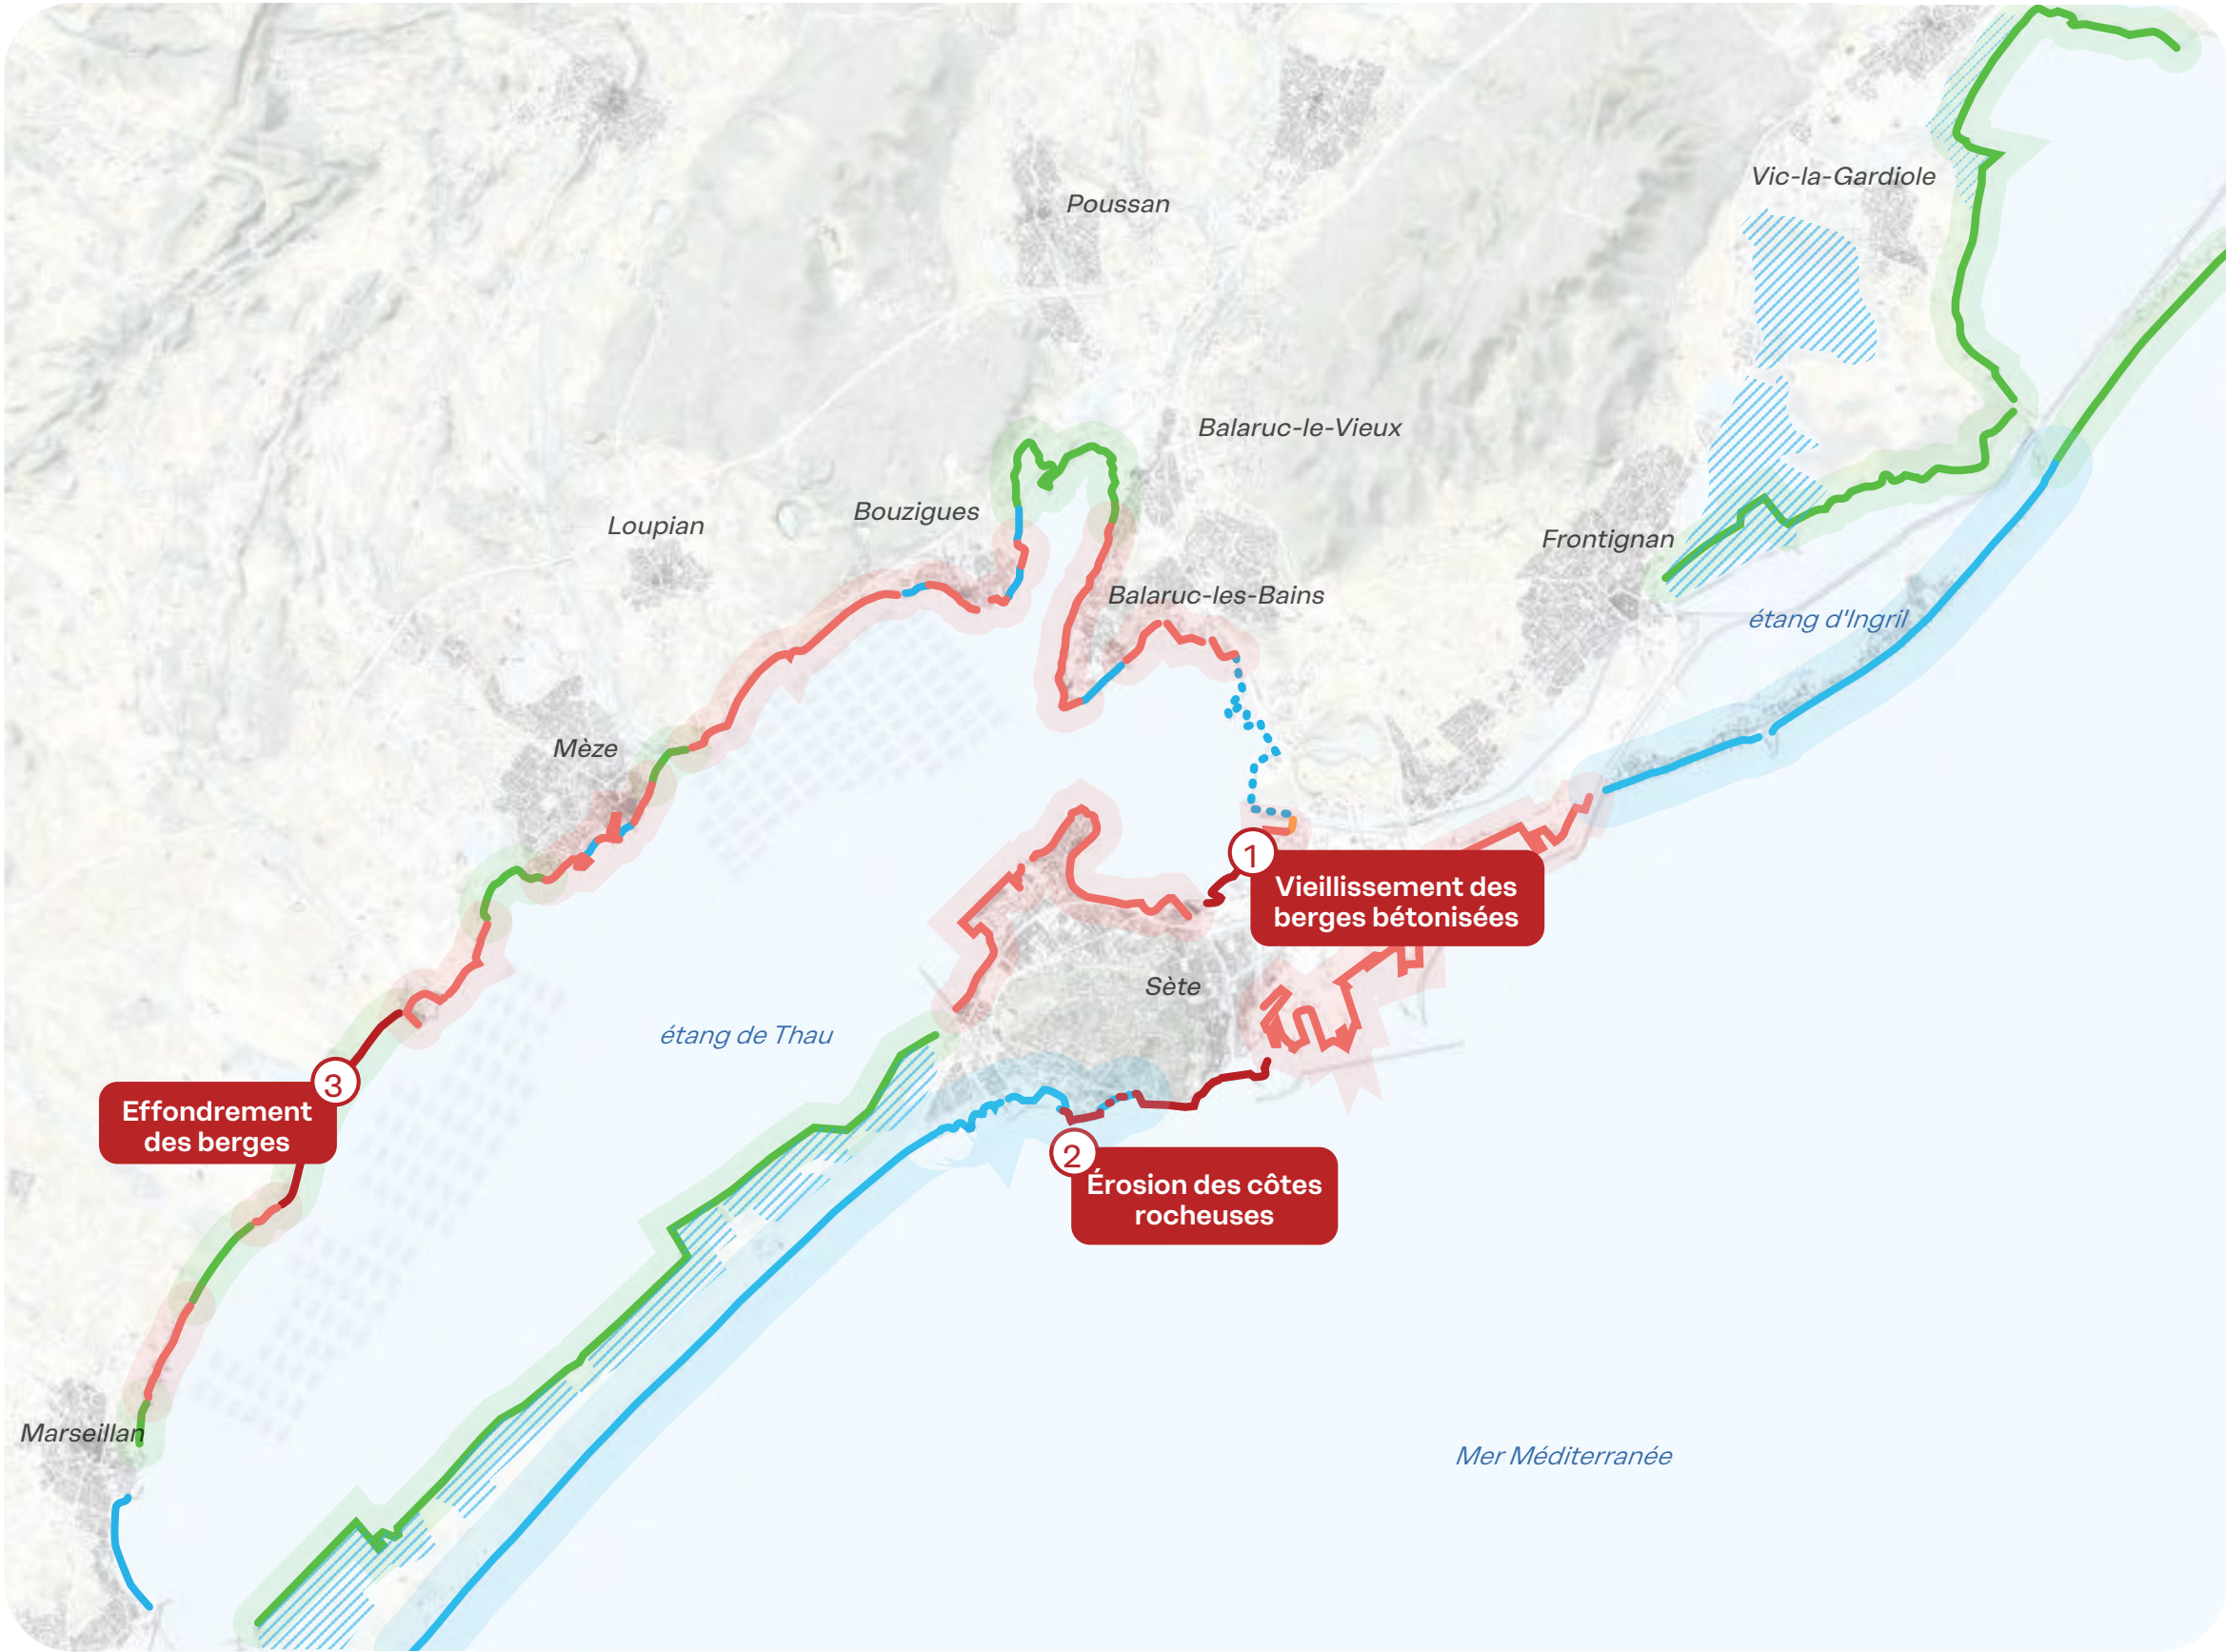 Vic-la-Gardiole
Poussan
Balaruc-le-Vieux
Bouzigues
Loupian
Frontignan
Balaruc-les-Bains
étang d'Ingril
Mèze
1
Vieillissement des
berges bétonisées
Sète
étang de Thau
3
Effondrement
des berges
2
Érosion des côtes
rocheuses
Marseillan
Mer Méditerranée